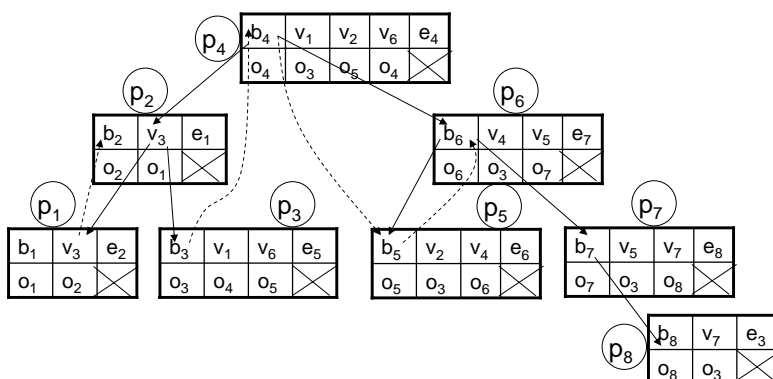 p₄ b₄ v₁ v₂ v₆ e₄
o₄ o₃ o₅ o₄
p₂ p₆
b₂ v₃ e₁ b₆ v₄ v₅ e₇
o₂ o₁ o₆ o₃ o₇
p₁ p₃ p₅ p₇
b₁ v₃ e₂ b₃ v₁ v₆ e₅ b₅ v₂ v₄ e₆ b₇ v₅ v₇ e₈
o₁ o₂ o₃ o₄ o₅ o₅ o₃ o₆ o₇ o₃ o₈
p₈ b₈ v₇ e₃
o₈ o₃